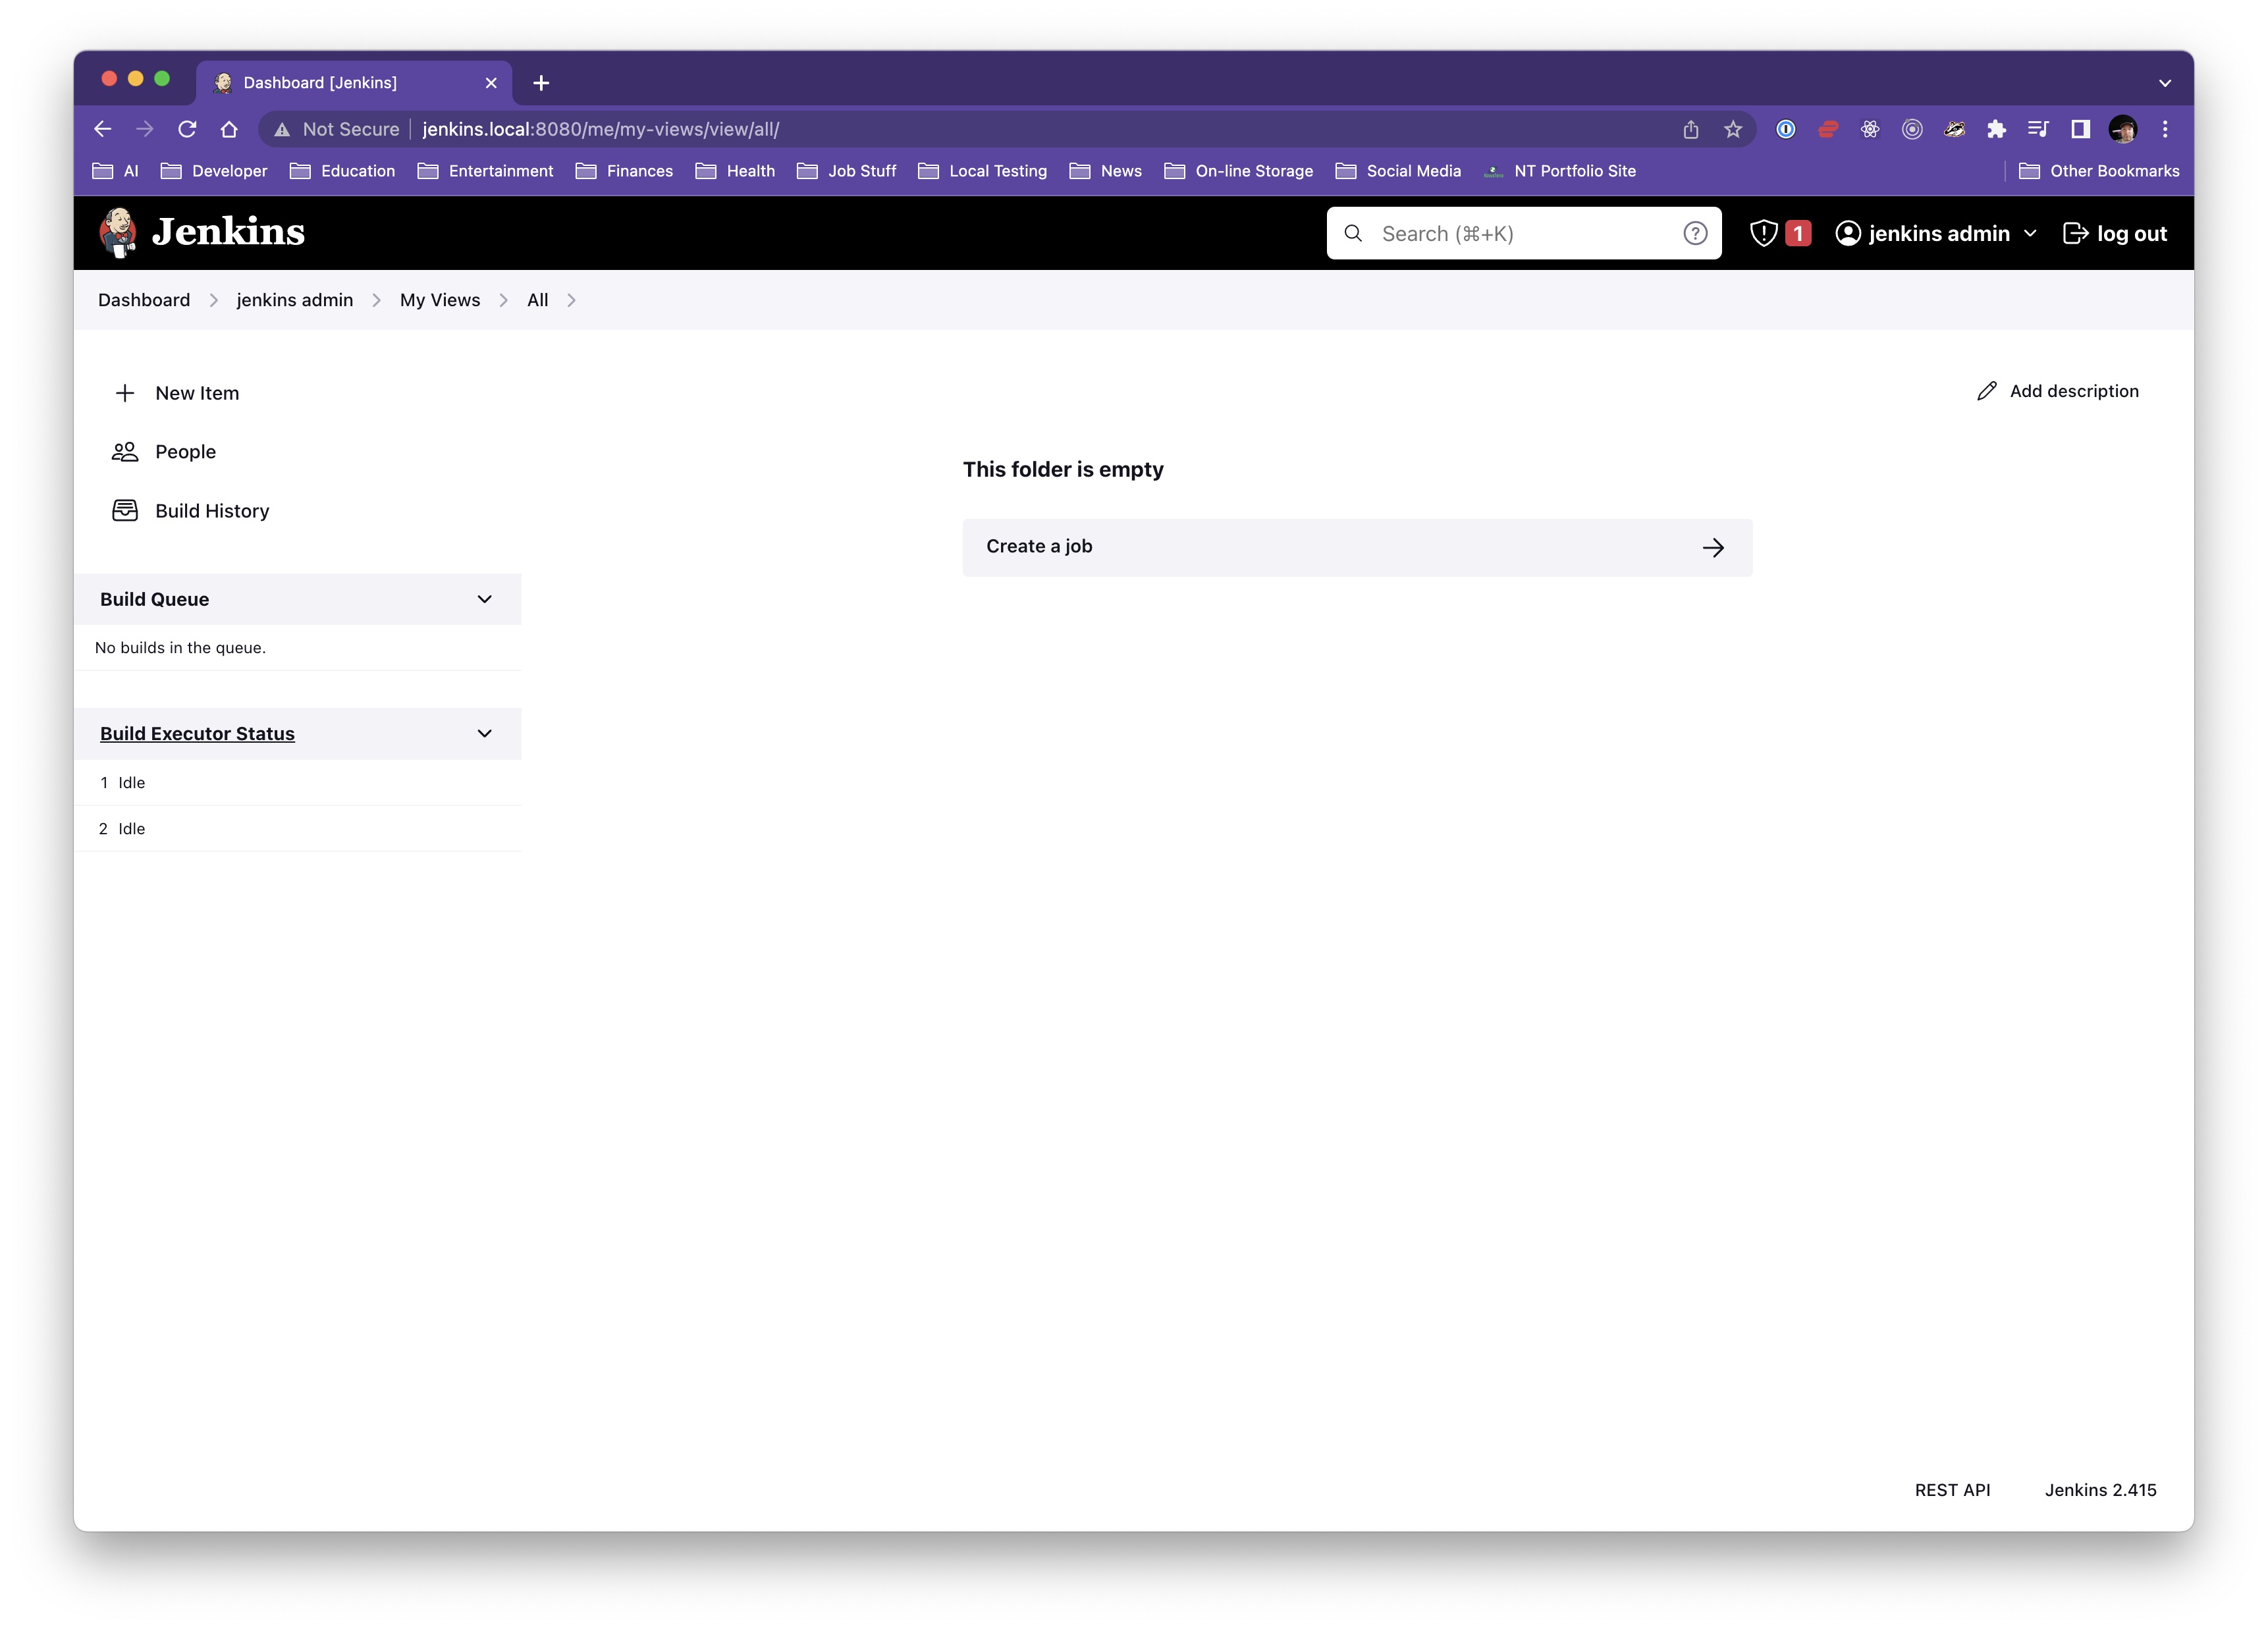 Dashboard [Jenkins]
Not Secure jenkins.local:8080/me/my-views/view/all/
AI Developer Education Entertainment Finances Health Job Stuff Local Testing News On-line Storage Social Media NT Portfolio Site Other Bookmarks
Jenkins Search (⌘+K) ? 1 jenkins admin log out
Dashboard jenkins admin My Views All
New Item
Add description
People
This folder is empty
Build History
Create a job
Build Queue
No builds in the queue.
Build Executor Status
1 Idle
2 Idle
REST API Jenkins 2.415